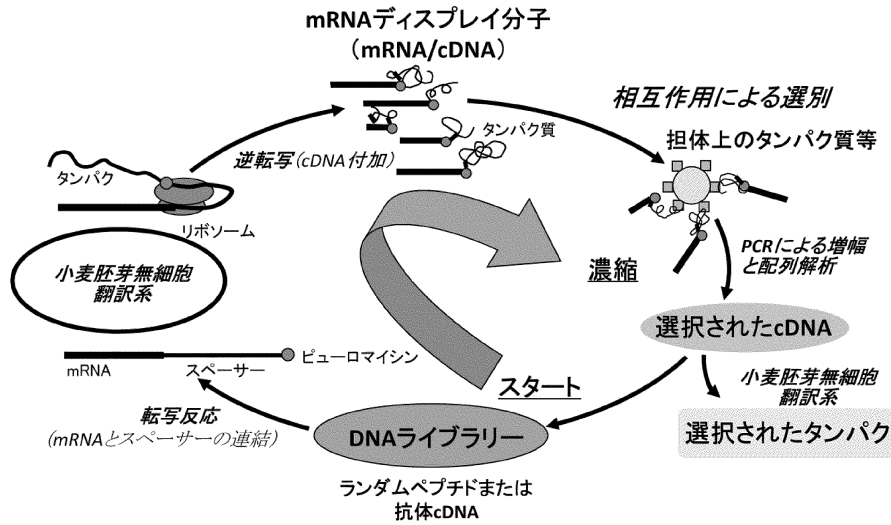 mRNAディスプレイ分子
（mRNA/cDNA）
相互作用による選別
担体上のタンパク質等
タンパク質
逆転写（cDNA付加）
タンパク
リボソーム
小麦胚芽無細胞
翻訳系
PCRによる増幅
と配列解析
濃縮
選択されたcDNA
mRNA
スペーサー
ピューロマイシン
スタート
小麦胚芽無細胞
翻訳系
転写反応
（mRNAとスペーサーの連結）
DNAライブラリー
選択されたタンパク
ランダムペプチドまたは
抗体cDNA